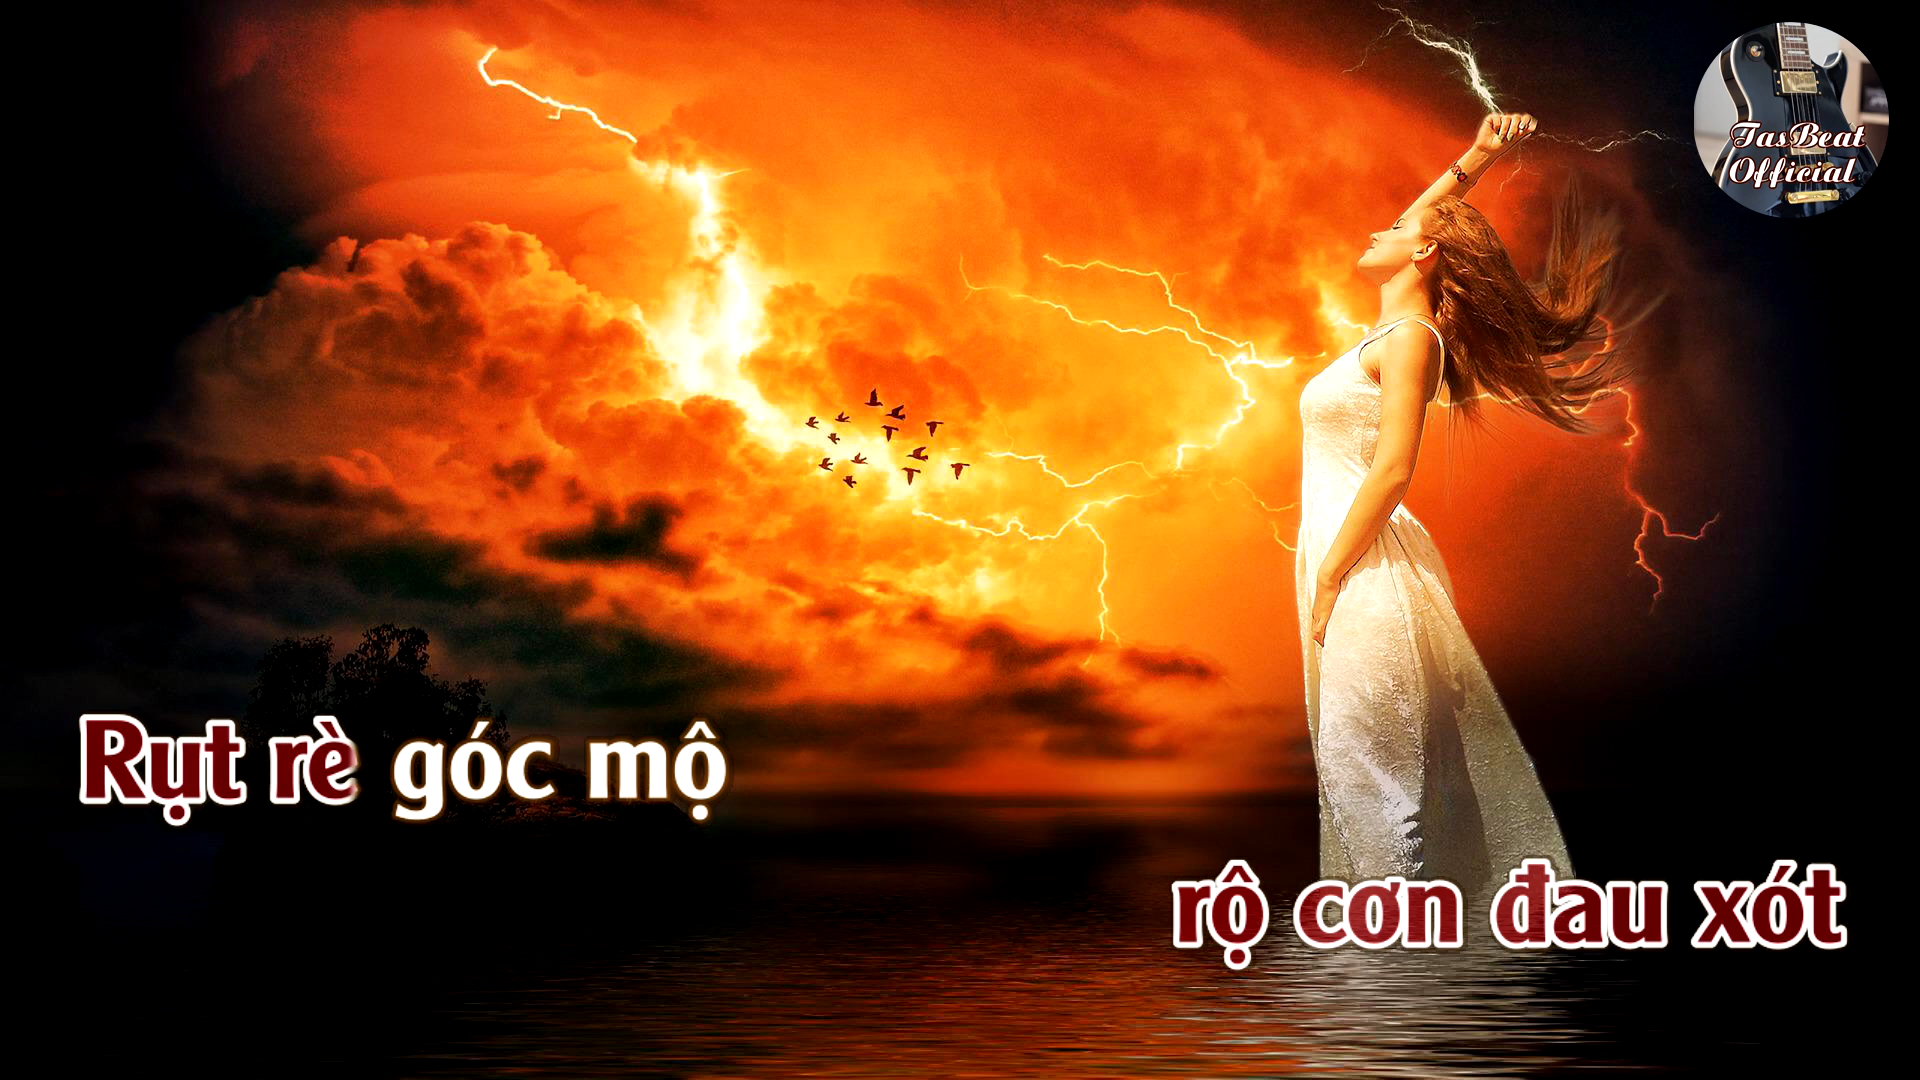 TasBeat
Official
Rụt rè góc mộ
rộ cơn đau xót